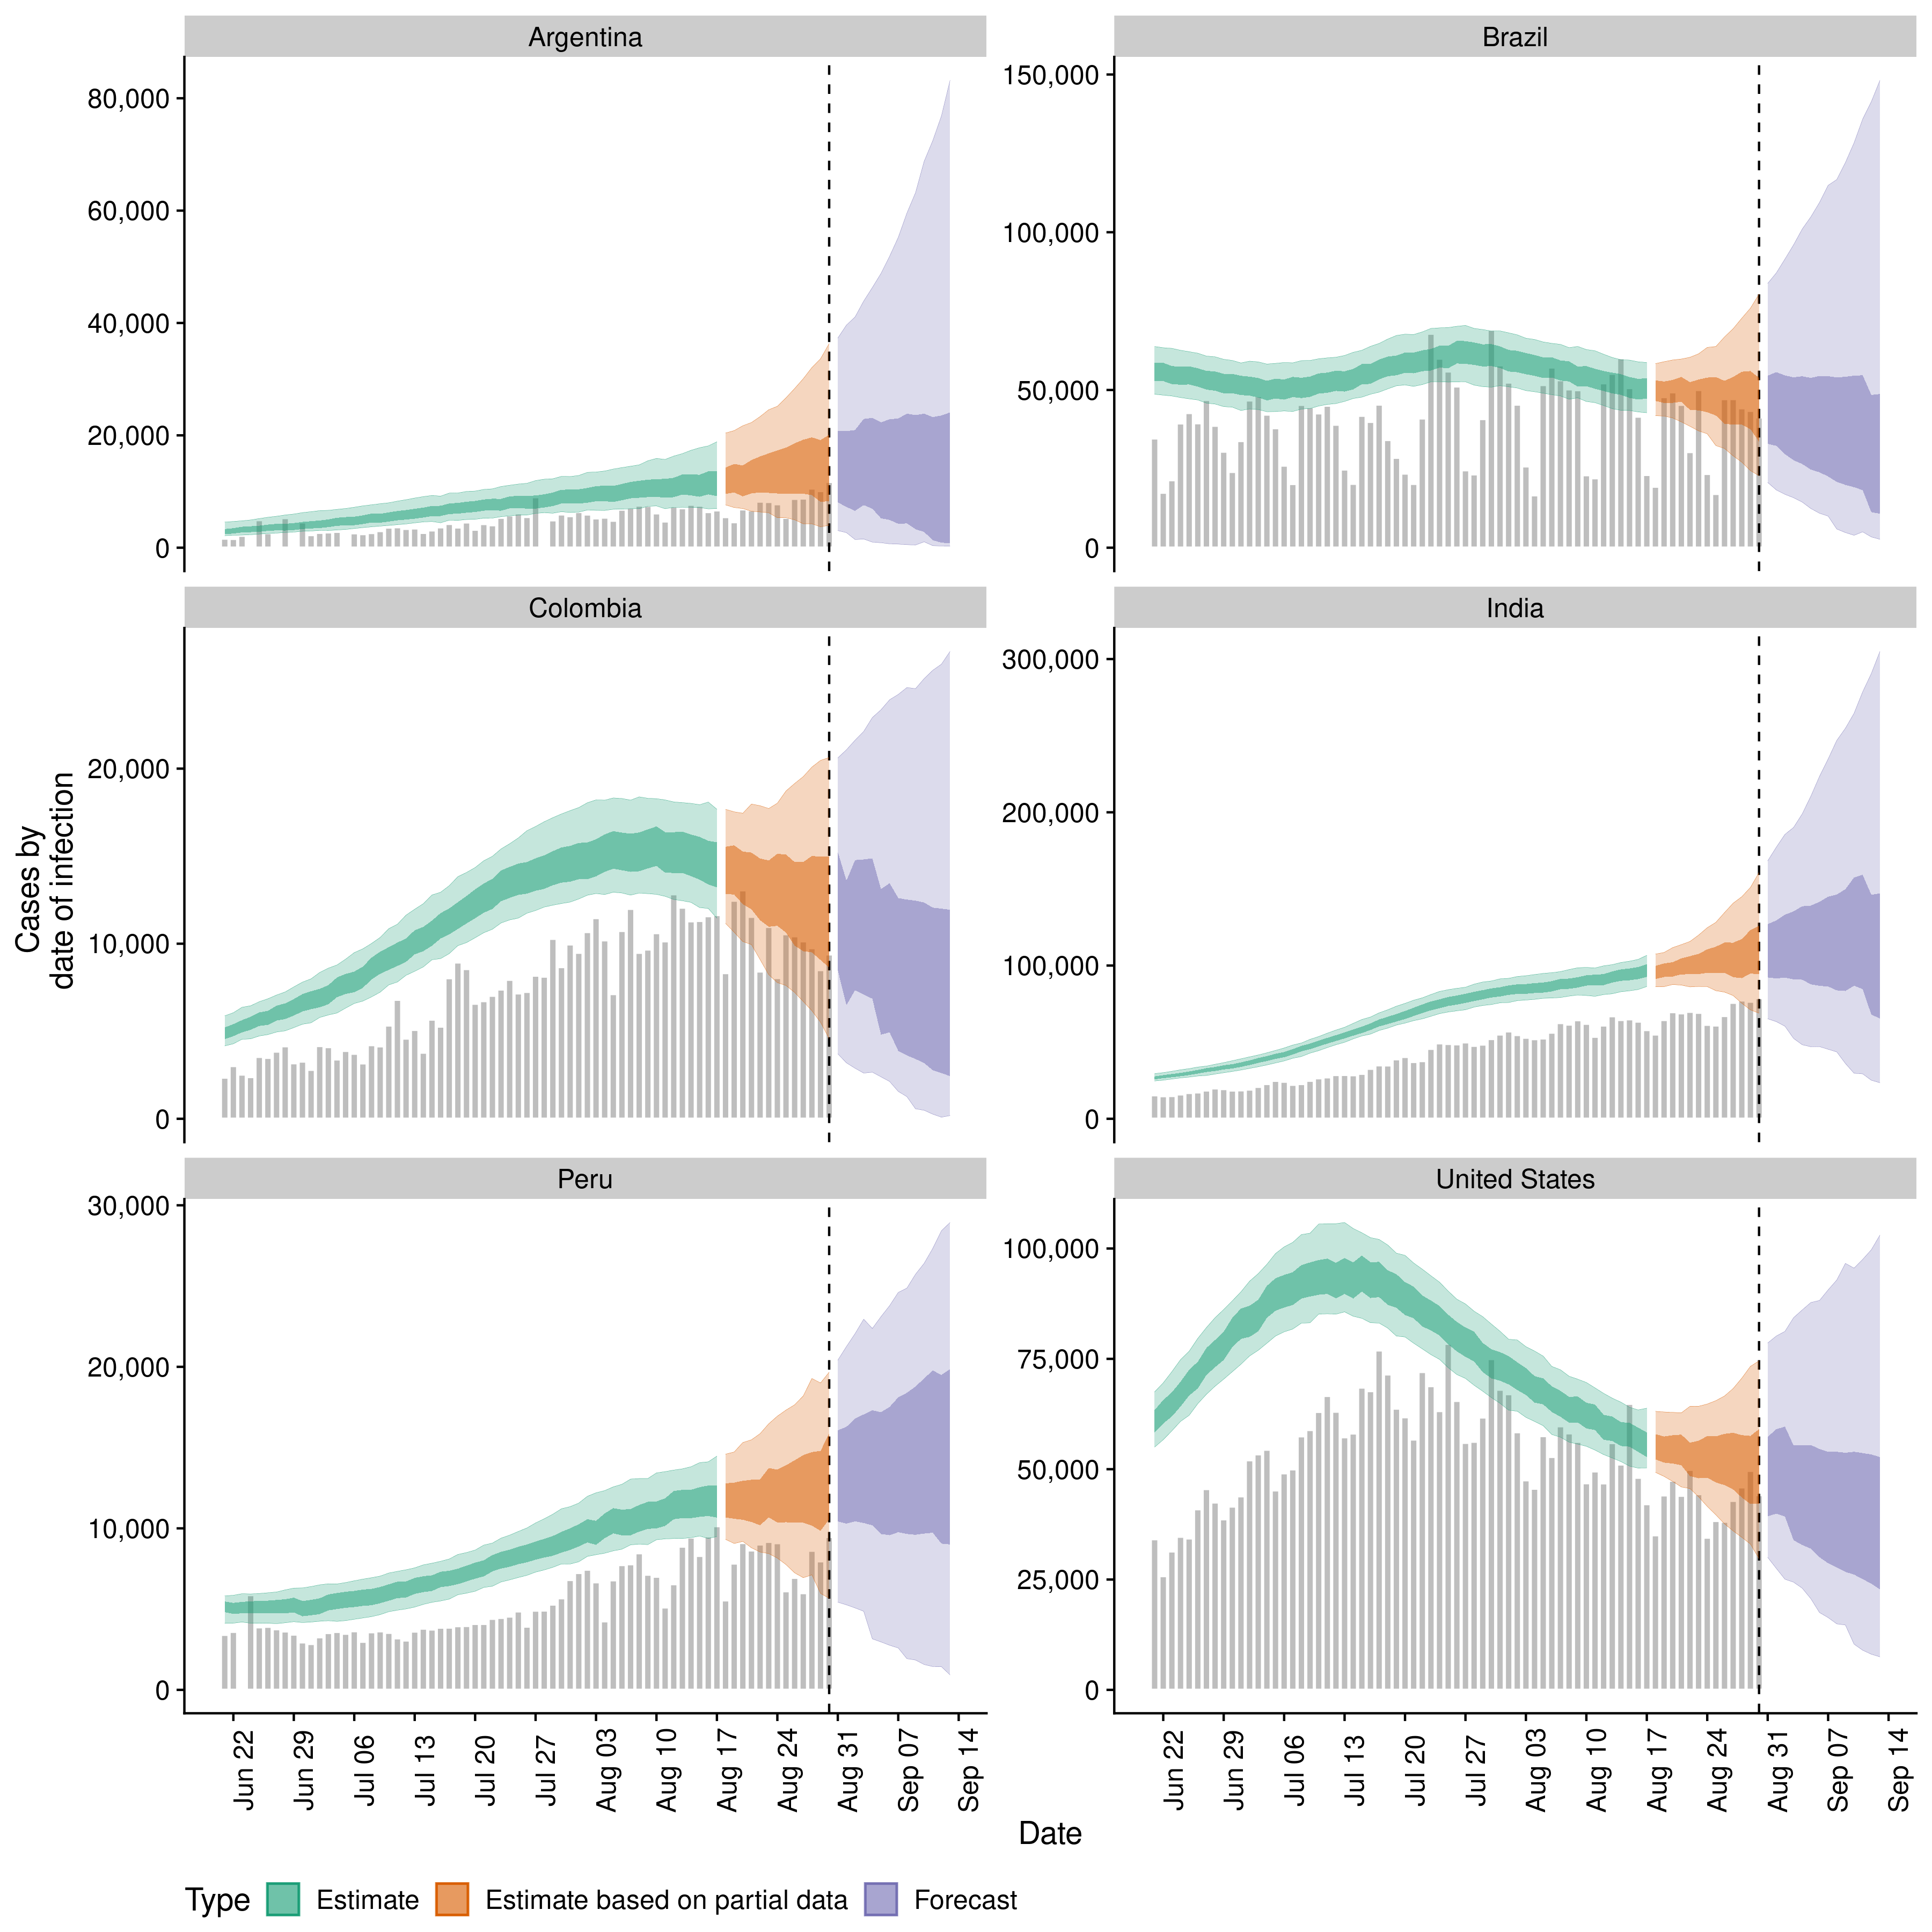 Argentina
Brazil
80,000
60,000
40,000
20,000
0
150,000
100,000
50,000
0
Colombia
India
20,000
10,000
0
300,000
200,000
100,000
0
Peru
United States
30,000
20,000
10,000
0
100,000
75,000
50,000
25,000
0
Cases by
date of infection
Jun 22
Jun 29
Jul 06
Jul 13
Jul 20
Jul 27
Aug 03
Aug 10
Aug 17
Aug 24
Aug 31
Sep 07
Sep 14
Jun 22
Jun 29
Jul 06
Jul 13
Jul 20
Jul 27
Aug 03
Aug 10
Aug 17
Aug 24
Aug 31
Sep 07
Sep 14
Date
Type Estimate Estimate based on partial data Forecast